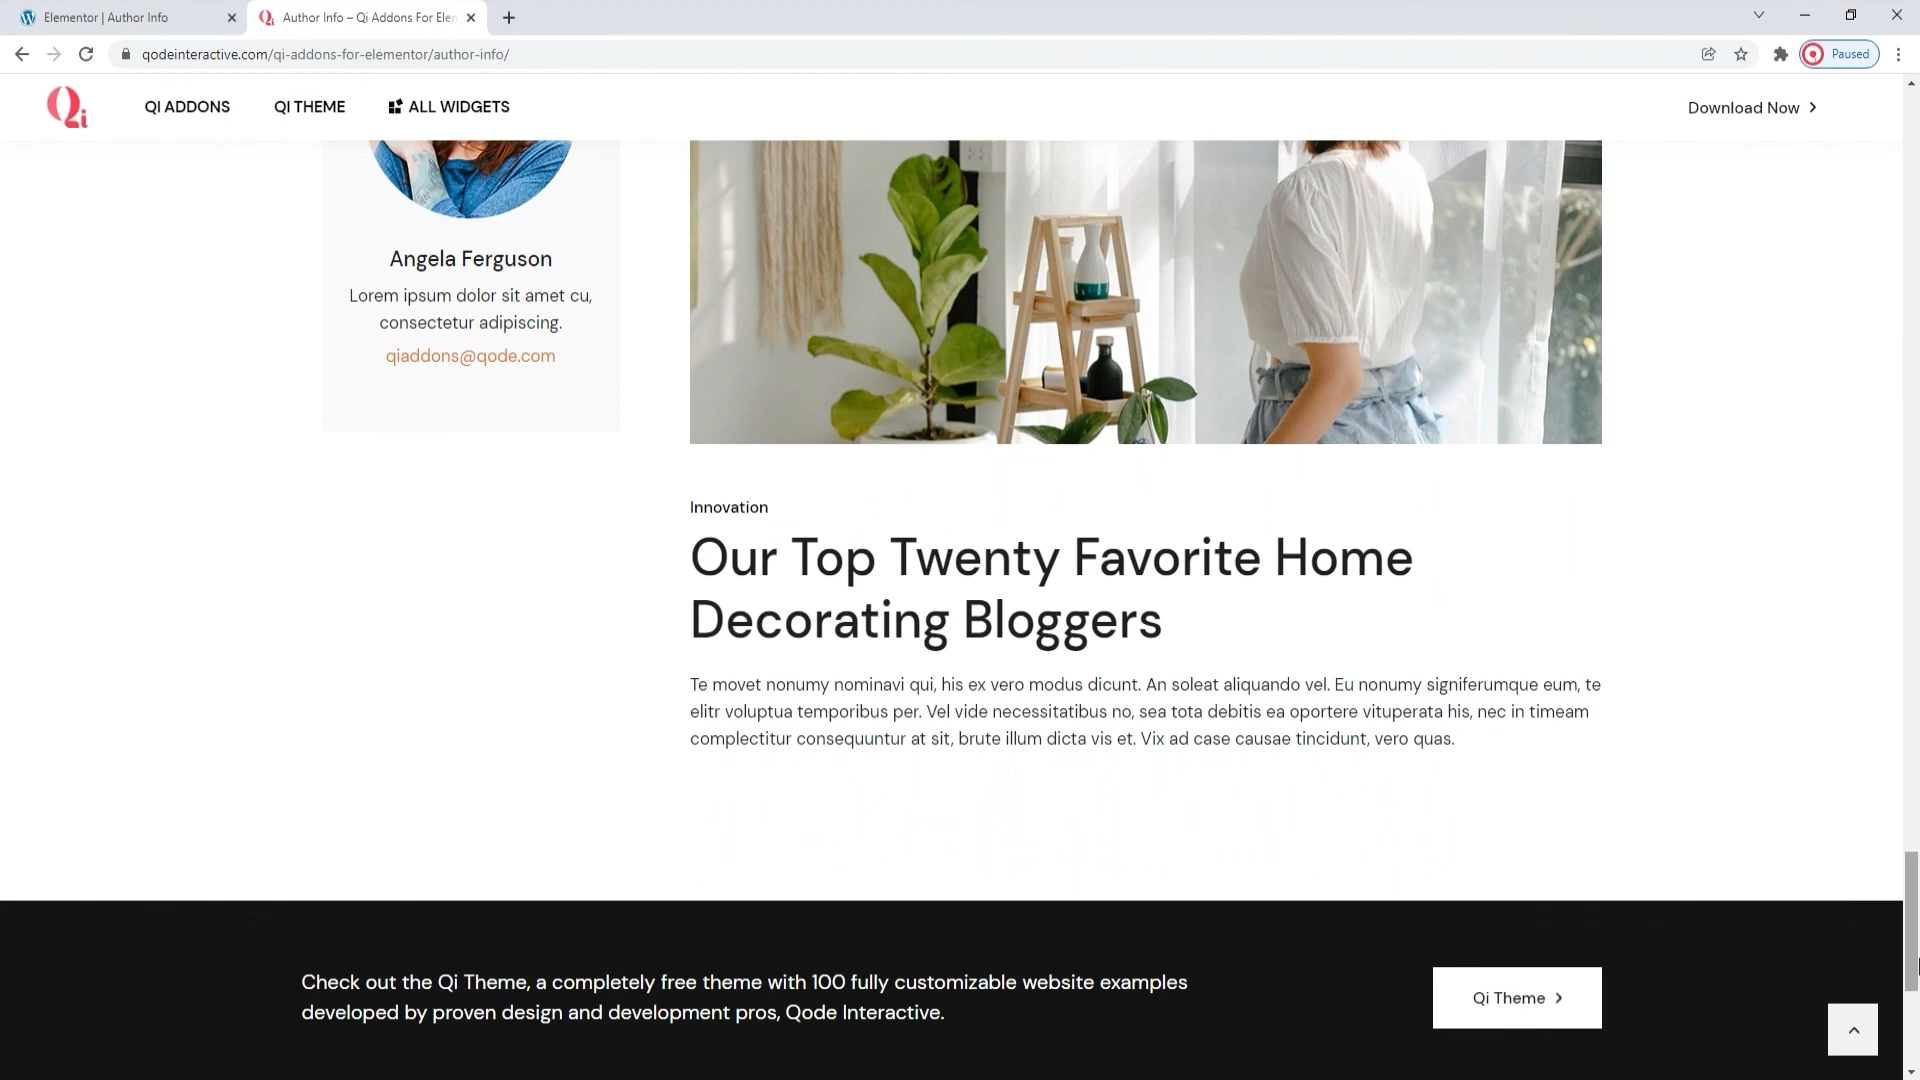 Elementor | Author Info
Author Info – Qi Addons For Elen
qodeinteractive.com/qi-addons-for-elementor/author-info/
Paused
Qi
QI ADDONS
QI THEME
ALL WIDGETS
Download Now
Angela Ferguson
Lorem ipsum dolor sit amet cu,
consectetur adipiscing.
qiaddons@qode.com
Innovation
Our Top Twenty Favorite Home
Decorating Bloggers
Te movet nonumy nominavi qui, his ex vero modus dicunt. An soleat aliquando vel. Eu nonumy signiferumque eum, te
elitr voluptua temporibus per. Vel vide necessitatibus no, sea tota debitis ea oportere vituperata his, nec in timeam
complectitur consequuntur at sit, brute illum dicta vis et. Vix ad case causae tincidunt, vero quas.
Check out the Qi Theme, a completely free theme with 100 fully customizable website examples
developed by proven design and development pros, Qode Interactive.
Qi Theme